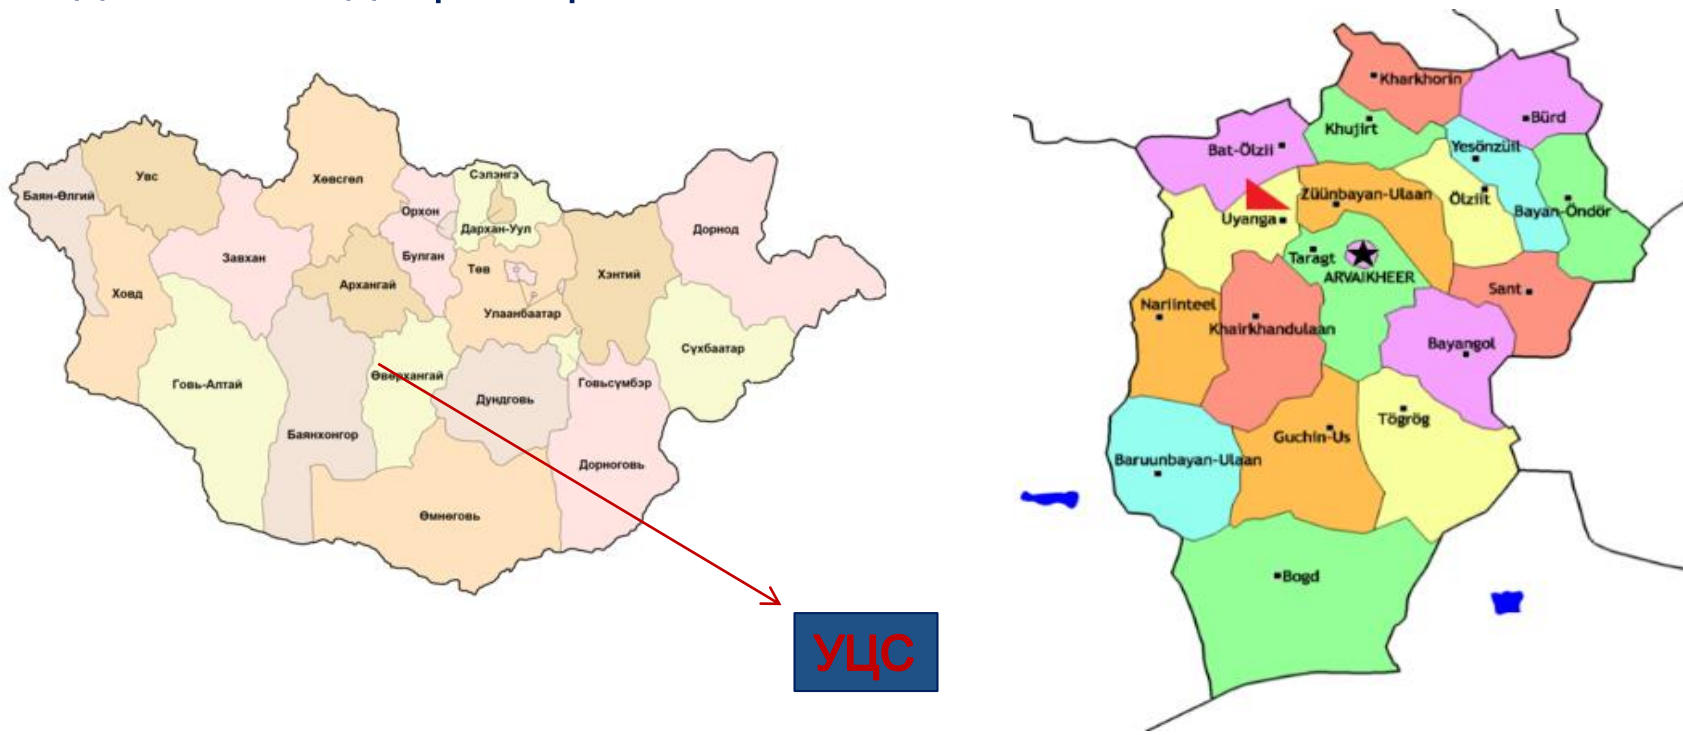 Увс
Хөвсгөл
Сэлэнгэ
Баян-Өлгий
Орхон
Дархан-Уул
Дорнод
Завхан
Булган
Төв
Хэнтий
Архангай
Ховд
Улаанбаатар
Сүхбаатар
Говь-Алтай
Өвөрхангай
Говьсүмбэр
Дундговь
Баянхонгор
Дорноговь
Өмнөговь
УЦС
Kharkhorin
Bürd
Khujirt
Bat-Ölzii
Yesönzüil
Züünbayan-Ulaan
Ölziit
Bayan-Öndör
Uyanga
Taragt
ARVAIKHEER
Sant
Nariinteel
Khairkhandulaan
Bayangol
Tögrög
Guchin-Us
Baruunbayan-Ulaan
Bogd